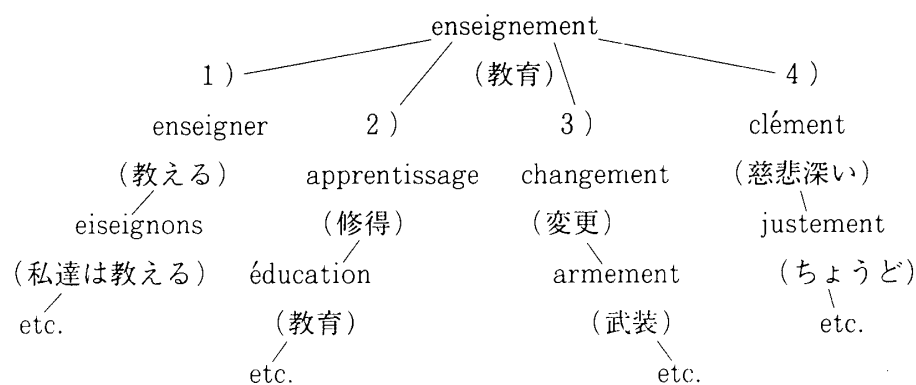 enseignement
1) (教育) 4)
enseigner 2) 3) clément
(教える) apprentissage changement (慈悲深い)
eiseignons (修得) (変更) justement
(私達は教える) éducation armement (ちょうど)
etc. (教育) (武装) etc.
etc. etc.